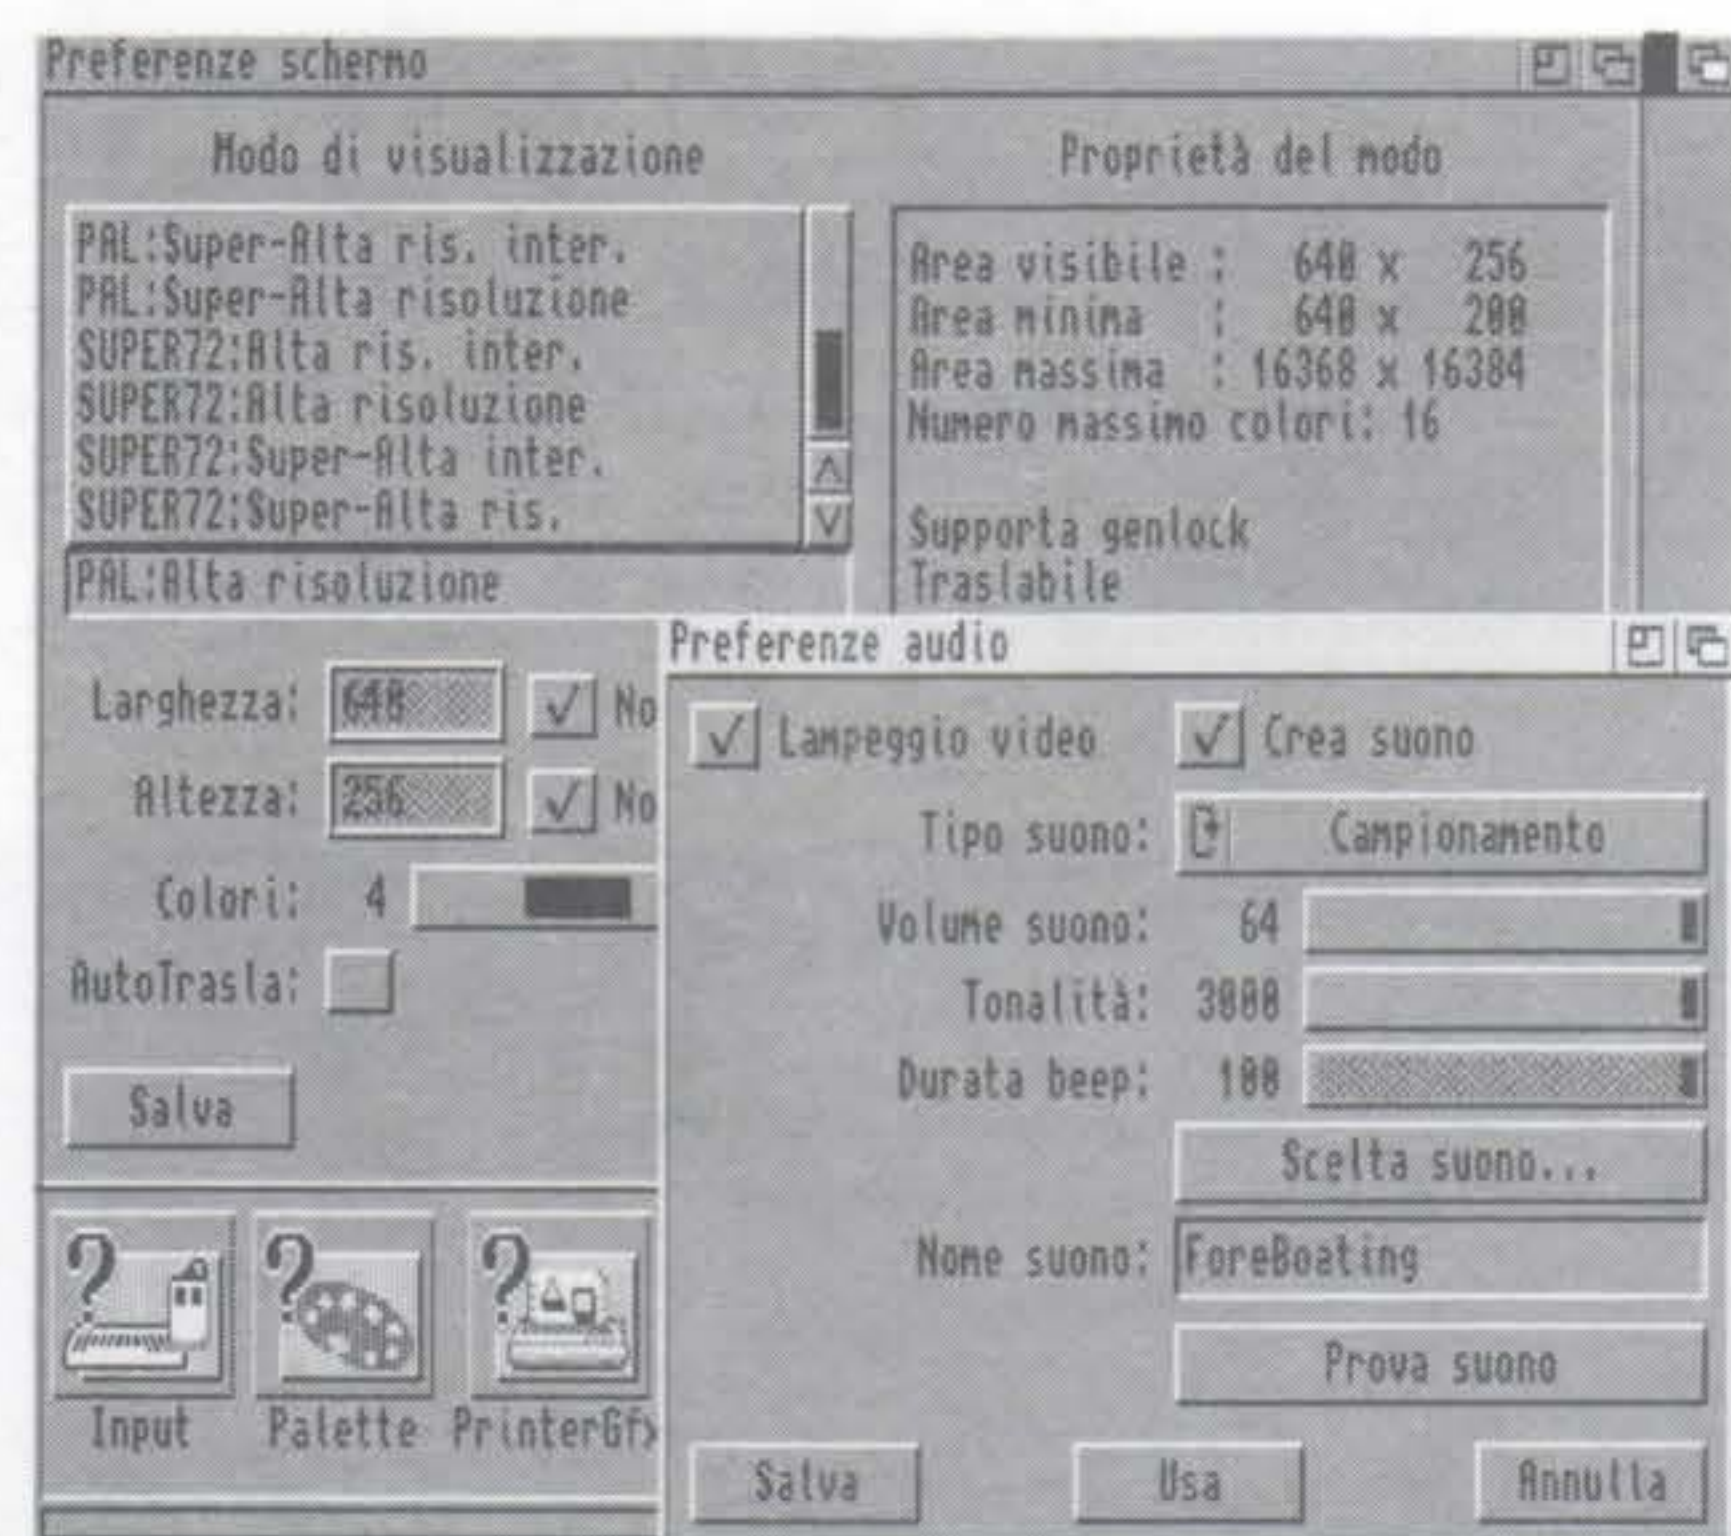 Preferenze schermo
Modo di visualizzazione
PAL:Super-Alta ris. inter.
PAL:Super-Alta risoluzione
SUPER72:Alta ris. inter.
SUPER72:Alta risoluzione
SUPER72:Super-Alta inter.
SUPER72:Super-Alta ris.
PAL:Alta risoluzione
Proprietà del modo
Area visibile : 640 x 256
Area minima : 640 x 200
Area massima : 16368 x 16384
Numero massimo colori: 16
Supporta genlock
Traslabile
Larghezza: 640 No
Altezza: 256 No
Colori: 4
AutoTrasla:
Salva
Input Palette PrinterGfx
Preferenze audio
Lampeggio video Crea suono
Tipo suono: Campionamento
Volume suono: 64
Tonalità: 3000
Durata beep: 100
Scelta suono...
Nome suono: ForeBoating
Prova suono
Salva Usa Annulla